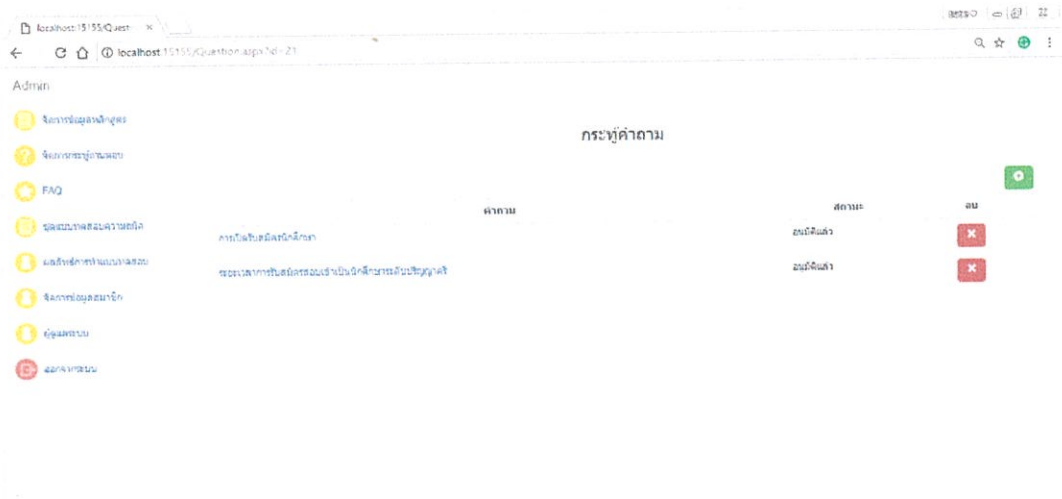 localhost:15155/Quest
localhost:15155/Question.aspx?id=21
Admin
จัดการข้อมูลหลักสูตร
จัดการกระทู้ถามตอบ
FAQ
ชุดแบบทดสอบความถนัด
ผลลัพธ์การทำแบบทดสอบ
จัดการข้อมูลสมาชิก
ผู้ดูแลระบบ
ออกจากระบบ
กระทู้คำถาม
คำถาม สถานะ ลบ
การเปิดรับสมัครนักศึกษา อนุมัติแล้ว
ระยะเวลาการรับสมัครสอบเข้าเป็นนักศึกษาระดับปริญญาตรี อนุมัติแล้ว